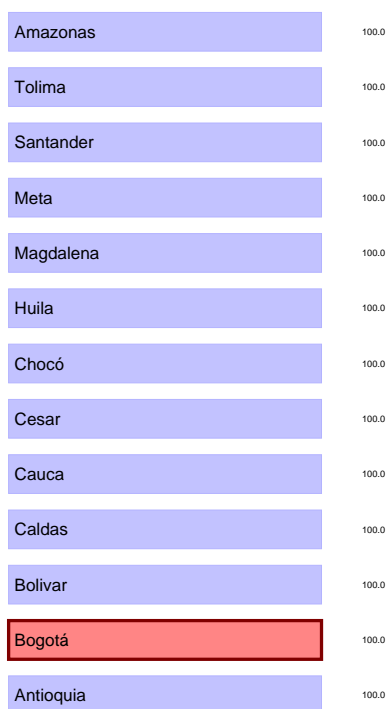 Amazonas 100.0
Tolima 100.0
Santander 100.0
Meta 100.0
Magdalena 100.0
Huila 100.0
Chocó 100.0
Cesar 100.0
Cauca 100.0
Caldas 100.0
Bolivar 100.0
Bogotá 100.0
Antioquia 100.0